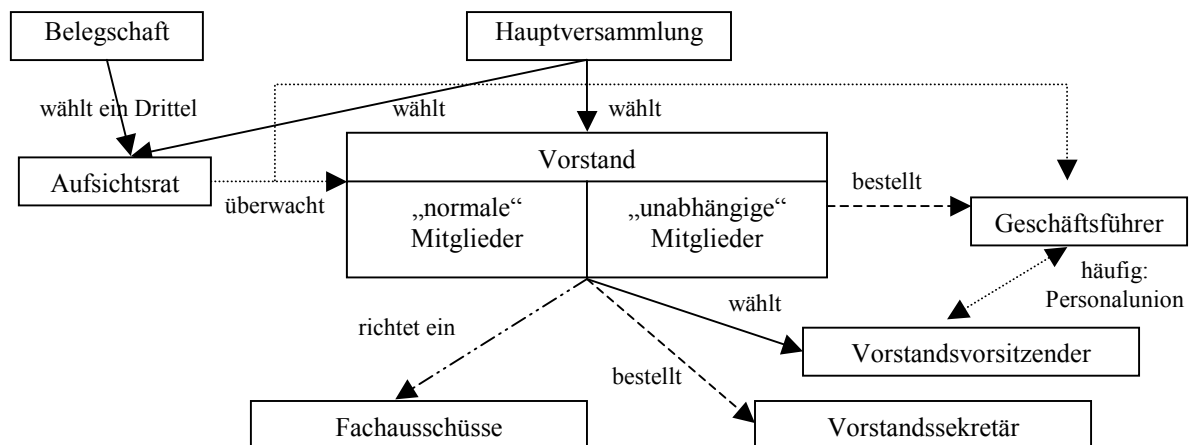 Belegschaft
Hauptversammlung
wählt ein Drittel
wählt
wählt
Aufsichtsrat
überwacht
Vorstand
„normale“
Mitglieder
„unabhängige“
Mitglieder
bestellt
Geschäftsführer
häufig:
Personalunion
richtet ein
wählt
bestellt
Vorstandsvorsitzender
Fachausschüsse
Vorstandssekretär